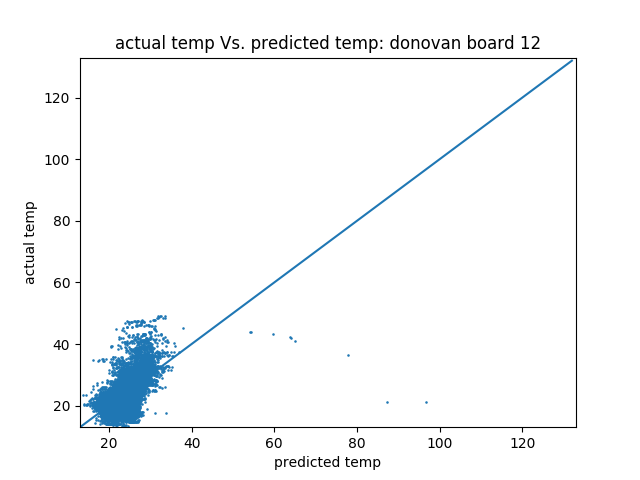 actual temp Vs. predicted temp: donovan board 12
120
100
80
60
40
20
actual temp
20 40 60 80 100 120
predicted temp